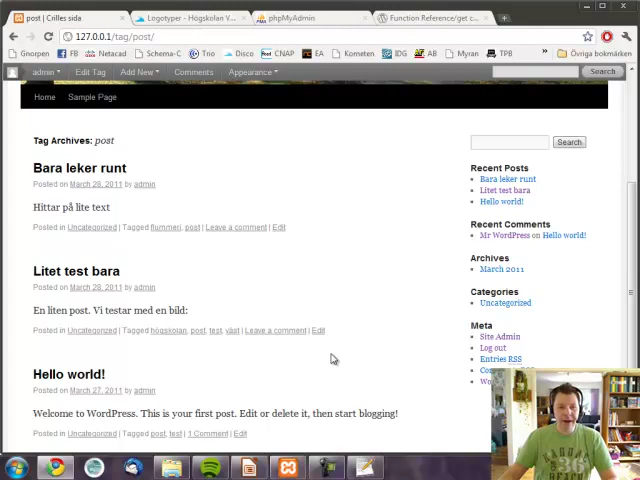 post | Crilles sida
Logotyper - Högskolan V...
phpMyAdmin
Function Reference/get c...
127.0.0.1/tag/post/
Gnorpen
FB
Netacad
Schema-C
Tre
Disco
CNAP
EA
Kometen
IDG
AB
Myran
TPB
»
Övriga bokmärken
admin
Edit Tag
Add New
Comments
Appearance
Search
Home
Sample Page
Tag Archives: post
Search
Bara leker runt
Posted on March 28, 2011 by admin
Hittar på lite text
Posted in Uncategorized | Tagged flummeri, post | Leave a comment | Edit
Litet test bara
Posted on March 28, 2011 by admin
En liten post. Vi testar med en bild:
Posted in Uncategorized | Tagged högskolan, post, test, väst | Leave a comment | Edit
Hello world!
Posted on March 27, 2011 by admin
Welcome to WordPress. This is your first post. Edit or delete it, then start blogging!
Posted in Uncategorized | Tagged post, test | 1 Comment | Edit
Recent Posts
Bara leker runt
Litet test bara
Hello world!
Recent Comments
Mr WordPress on Hello world!
Archives
March 2011
Categories
Uncategorized
Meta
Site Admin
Log out
Entries RSS